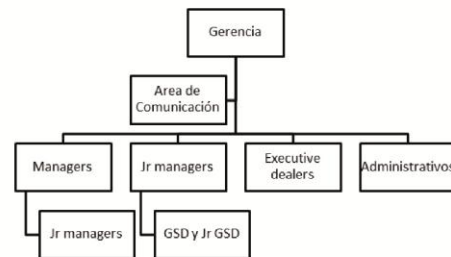 Gerencia
Area de
Comunicación
Managers
Jr managers
Executive
dealers
Administrativos
Jr managers
GSD y Jr GSD